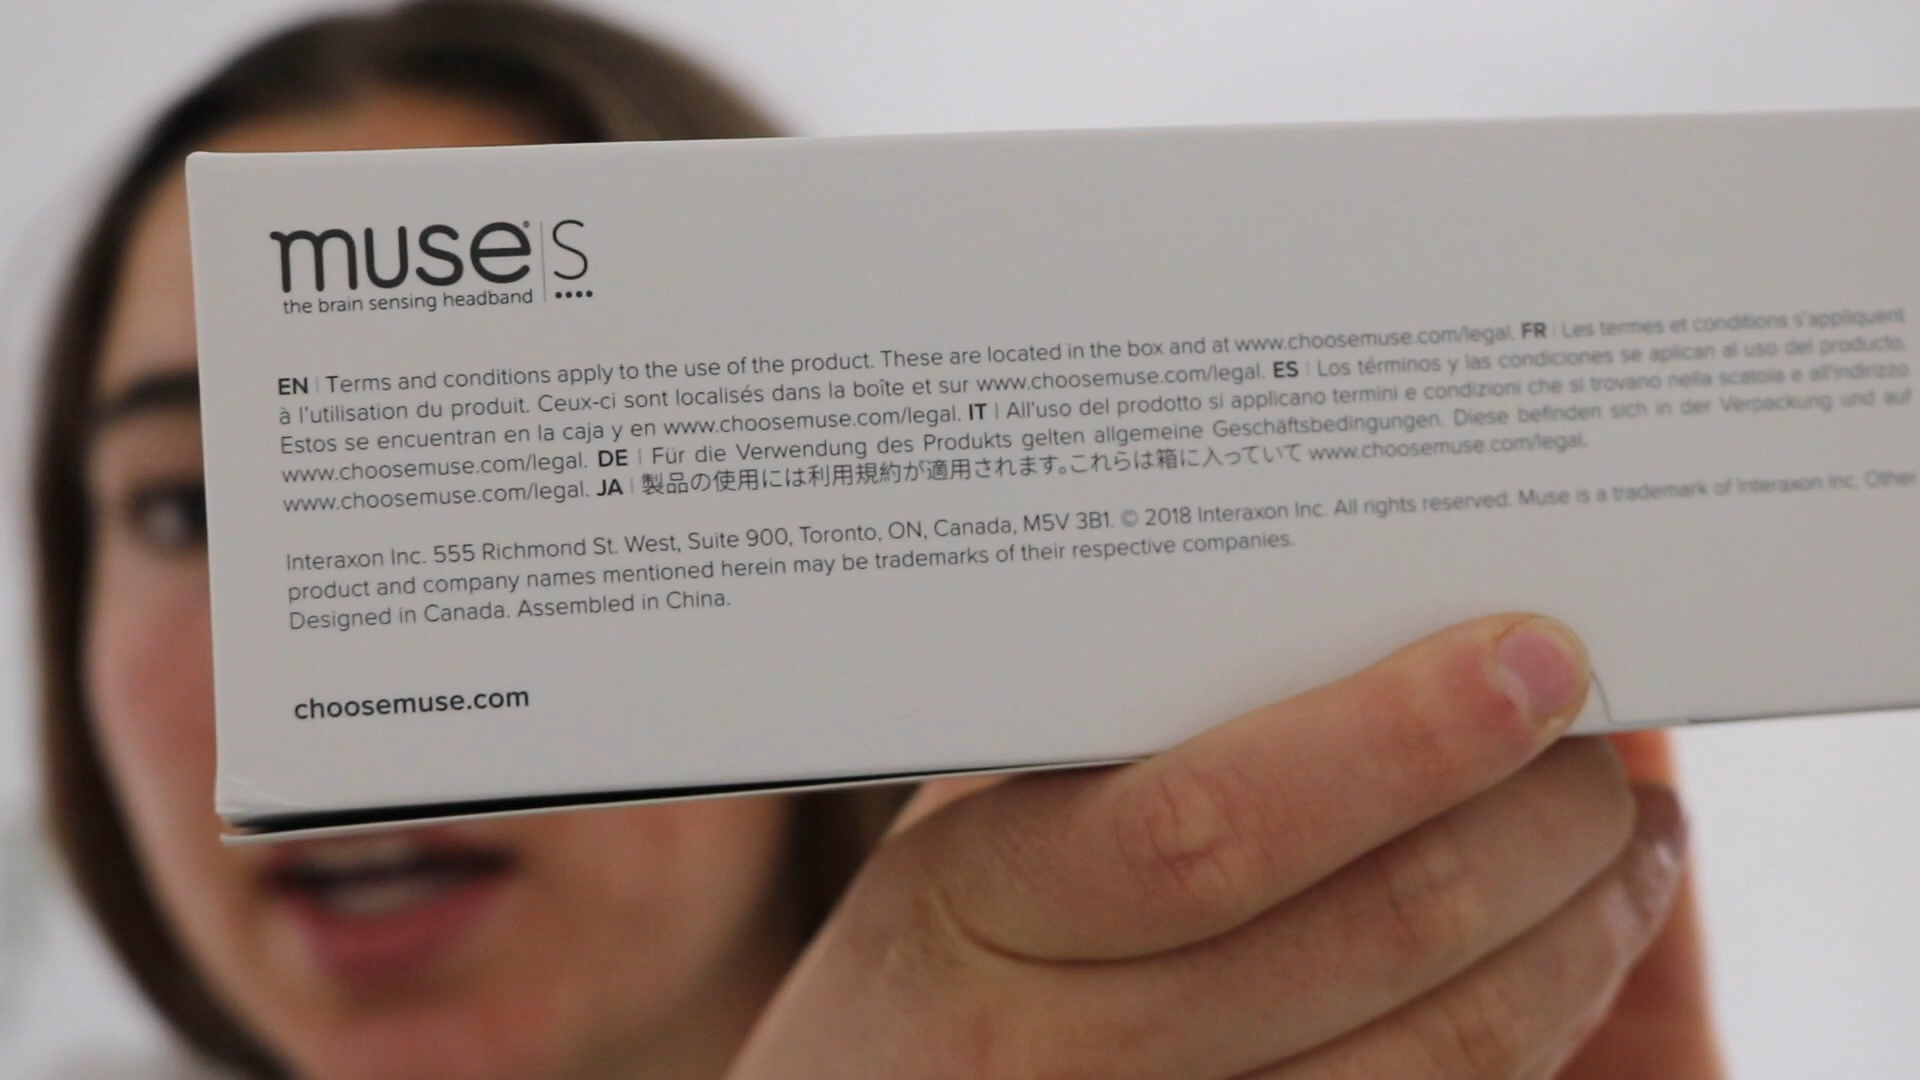 muse® | S
the brain sensing headband
EN | Terms and conditions apply to the use of the product. These are located in the box and at www.choosemuse.com/legal. FR | Les termes et conditions s'appliquent
à l'utilisation du produit. Ceux-ci sont localisés dans la boîte et sur www.choosemuse.com/legal. ES | Los términos y las condiciones se aplican al uso del producto.
Estos se encuentran en la caja y en www.choosemuse.com/legal. IT | All'uso del prodotto si applicano termini e condizioni che si trovano nella scatola e all'indirizzo
www.choosemuse.com/legal. DE | Für die Verwendung des Produkts gelten allgemeine Geschäftsbedingungen. Diese befinden sich in der Verpackung und auf
www.choosemuse.com/legal. JA | 製品の使用には利用規約が適用されます。これらは箱に入っていて www.choosemuse.com/legal.
Interaxon Inc. 555 Richmond St. West, Suite 900, Toronto, ON, Canada, M5V 3B1. © 2018 Interaxon Inc. All rights reserved. Muse is a trademark of Interaxon Inc. Other
product and company names mentioned herein may be trademarks of their respective companies.
Designed in Canada. Assembled in China.
choosemuse.com